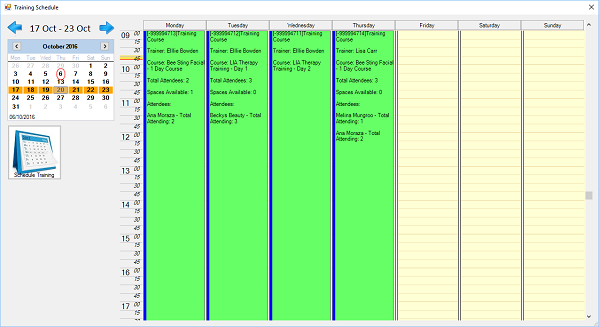 Training Schedule
17 Oct - 23 Oct
October 2016
Mon Tue Wed Thu Fri Sat Sun
26 27 28 29 30 1 2
3 4 5 6 7 8 9
10 11 12 13 14 15 16
17 18 19 20 21 22 23
24 25 26 27 28 29 30
31 1 2 3 4 5 6
06/10/2016
Schedule Training
Monday Tuesday Wednesday Thursday Friday Saturday Sunday
09 00
15
30
45
10 00
15
30
45
11 00
15
30
45
12 00
15
30
45
13 00
15
30
45
14 00
15
30
45
15 00
15
30
45
16 00
15
30
45
17 00
15
[-999994713]Training
Course
Trainer: Ellie Bowden
Course: Bee Sting Facial
- 1 Day Course
Total Attendees: 2
Spaces Available: 1
Attendees:
Ana Moraza - Total
Attending: 2
[-999994712]Training
Course
Trainer: Ellie Bowden
Course: LIA Therapy
Training - Day 1
Total Attendees: 3
Spaces Available: 0
Attendees:
Beckys Beauty - Total
Attending: 3
[-999994711]Training
Course
Trainer: Ellie Bowden
Course: LIA Therapy
Training - Day 2
[-999994714]Training
Course
Trainer: Lisa Carr
Course: Bee Sting Facial
- 1 Day Course
Total Attendees: 3
Spaces Available: 0
Attendees:
Melina Mungroo - Total
Attending: 1
Ana Moraza - Total
Attending: 2